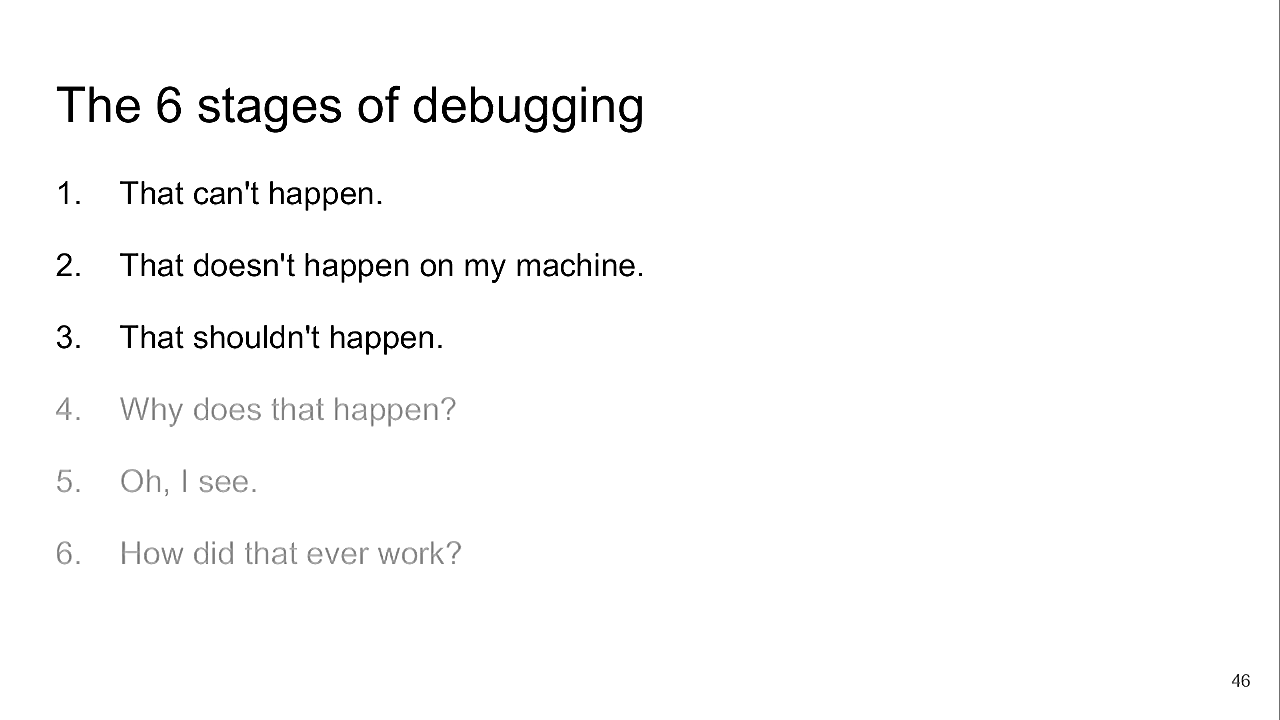 The 6 stages of debugging
1. That can't happen.
2. That doesn't happen on my machine.
3. That shouldn't happen.
4. Why does that happen?
5. Oh, I see.
6. How did that ever work?
46